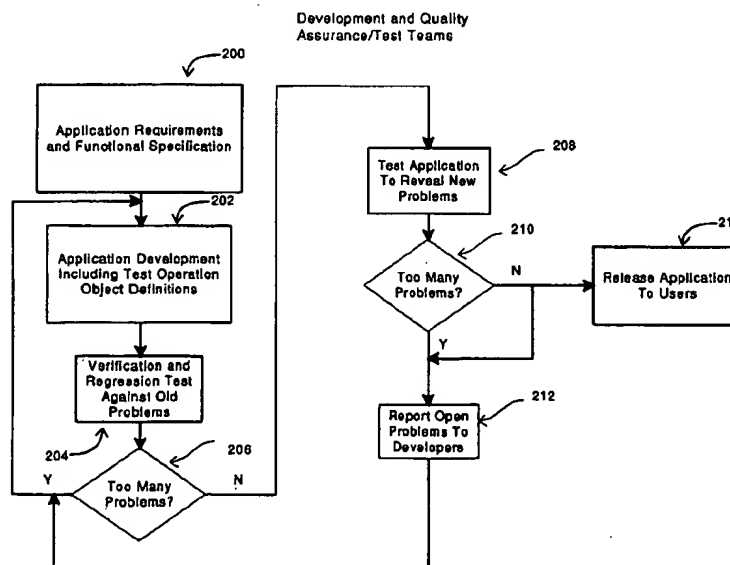 Development and Quality
Assurance/Test Teams
200
Application Requirements
and Functional Specification
202
Application Development
Including Test Operation
Object Definitions
Verification and
Regression Test
Against Old
Problems
204
206
Y
Too Many
Problems?
N
208
Test Application
To Reveal New
Problems
210
Too Many
Problems?
N
Y
21
Release Application
To Users
212
Report Open
Problems To
Developers